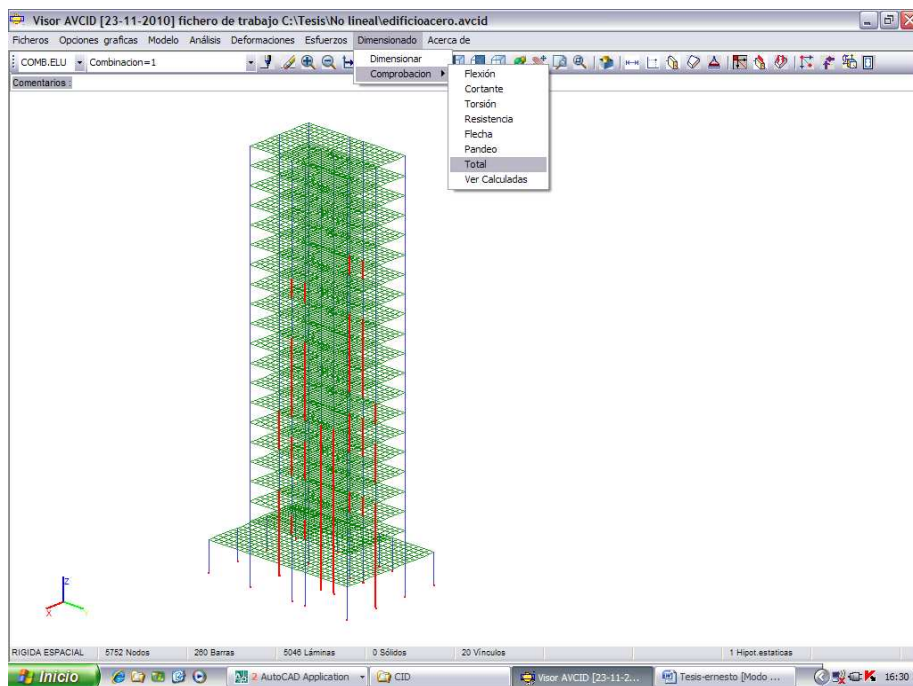 Visor AVCID [23-11-2010] fichero de trabajo C:\Tesis\No lineal\edificioacero.avcid
Ficheros Opciones graficas Modelo Análisis Deformaciones Esfuerzos Dimensionado Acerca de
COMB.ELU Combinacion=1
Dimensionar
Comprobacion
Comentarios :
Flexión
Cortante
Torsión
Resistencia
Flecha
Pandeo
Total
Ver Calculadas
Z
X
Y
RIGIDA ESPACIAL 5752 Nodos 260 Barras 5046 Láminas 0 Sólidos 20 Vínculos 1 Hipot.estaticas
Inicio 2 AutoCAD Application CID Visor AVCID [23-11-2... Tesis-ernesto [Modo ... 16:30